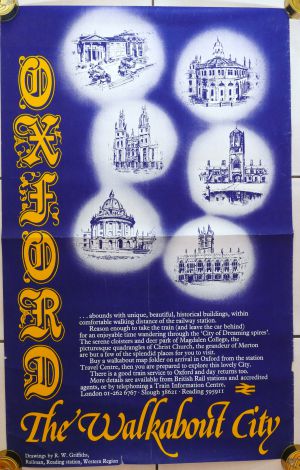 OXFORD
. . . abounds with unique, beautiful, historical buildings, within
comfortable walking distance of the railway station.
Reason enough to take the train (and leave the car behind)
for an enjoyable time wandering through the 'City of Dreaming spires'.
The serene cloisters and deer park of Magdalen College, the
picturesque quadrangles of Christ Church, the grandeur of Merton
are but a few of the splendid places for you to visit.
Buy a walkabout map folder on arrival in Oxford from the station
Travel Centre, then you are prepared to explore this lovely City.
There is a good train service to Oxford and day returns too.
More details are available from British Rail stations and accredited
agents, or by telephoning a Train Information Centre:
London 01-262 6767 · Slough 38621 · Reading 595911
The Walkabout City
Drawings by R. W. Griffiths,
Railman, Reading station, Western Region